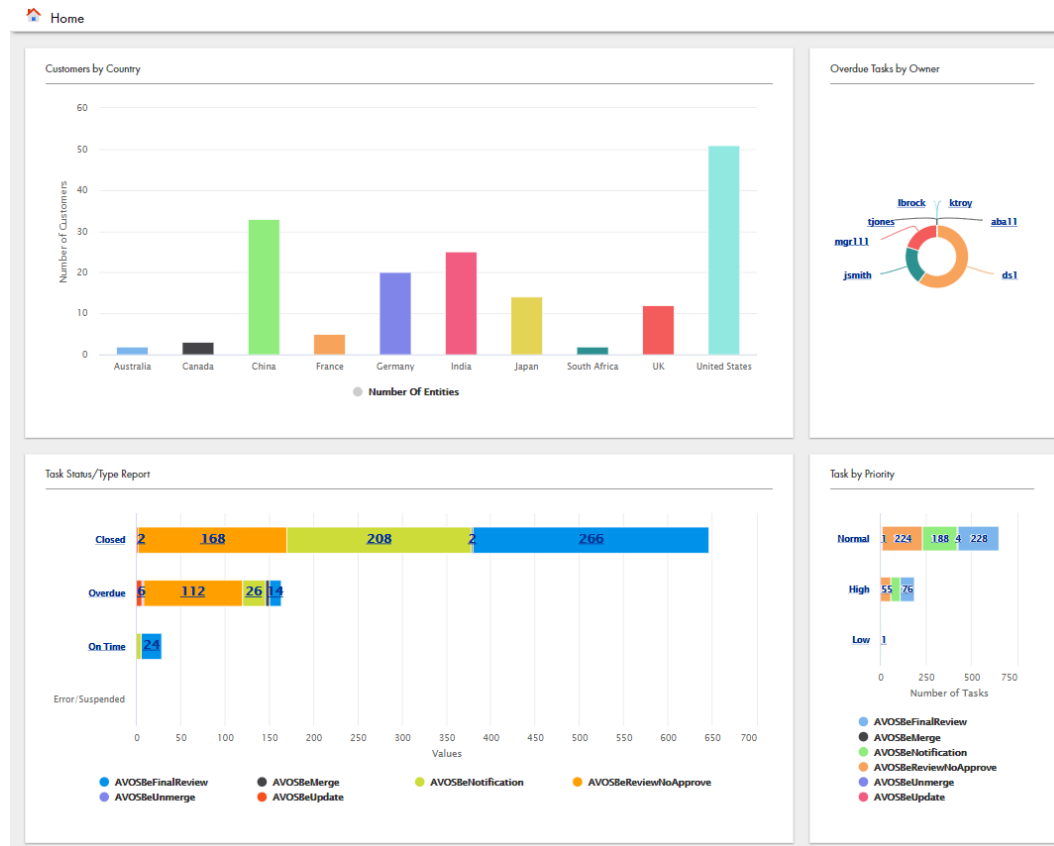 Home
Customers by Country
60
50
40
30
20
10
0
Number of Customers
Australia Canada China France Germany India Japan South Africa UK United States
Number Of Entities
Overdue Tasks by Owner
lbrock ktroy
tjones aba11
mgr111
jsmith ds1
Task Status/Type Report
Closed 2 168 208 2 266
Overdue 6 112 26 14
On Time 24
Error/Suspended
0 50 100 150 200 250 300 350 400 450 500 550 600 650 700
Values
AVOSBeFinalReview AVOSBeMerge AVOSBeNotification AVOSBeReviewNoApprove
AVOSBeUnmerge AVOSBeUpdate
Task by Priority
Normal 1 224 188 4 228
High 55 76
Low 1
0 250 500 750
Number of Tasks
AVOSBeFinalReview
AVOSBeMerge
AVOSBeNotification
AVOSBeReviewNoApprove
AVOSBeUnmerge
AVOSBeUpdate